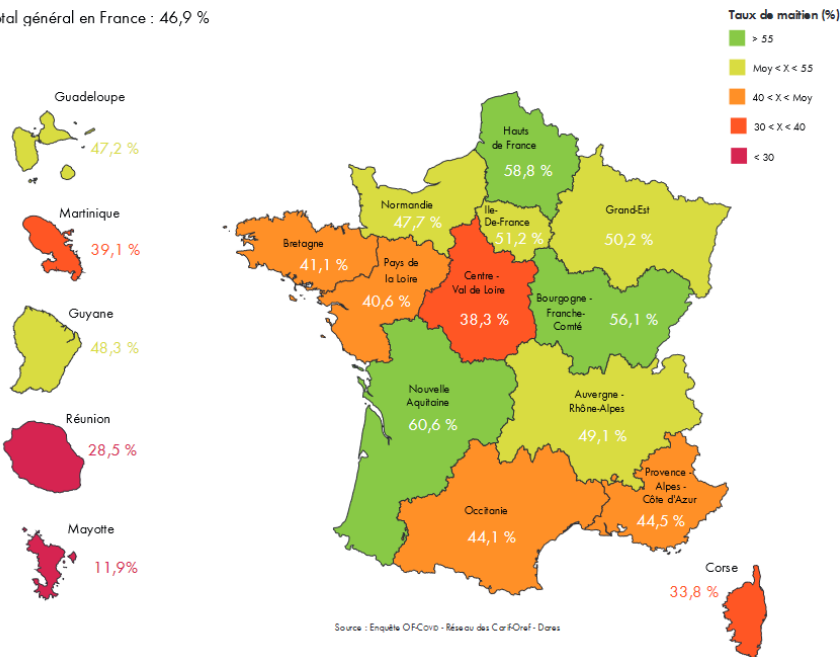 tal général en France : 46,9 %
Taux de maitien (%)
> 55
Moy < X < 55
40 < X < Moy
30 < X < 40
< 30
Guadeloupe
47,2 %
Martinique
39,1 %
Guyane
48,3 %
Réunion
28,5 %
Mayotte
11,9%
Hauts
de France
58,8 %
Normandie
47,7 %
Ile-
De-France
51,2 %
Grand-Est
50,2 %
Bretagne
41,1 %
Pays de
la Loire
40,6 %
Centre -
Val de Loire
38,3 %
Bourgogne -
Franche-
Comté
56,1 %
Nouvelle
Aquitaine
60,6 %
Auvergne -
Rhône-Alpes
49,1 %
Provence -
Alpes -
Côte d'Azur
44,5 %
Occitanie
44,1 %
Corse
33,8 %
Source : Enquête OF-Covid - Réseau des Carif-Oref - Dares